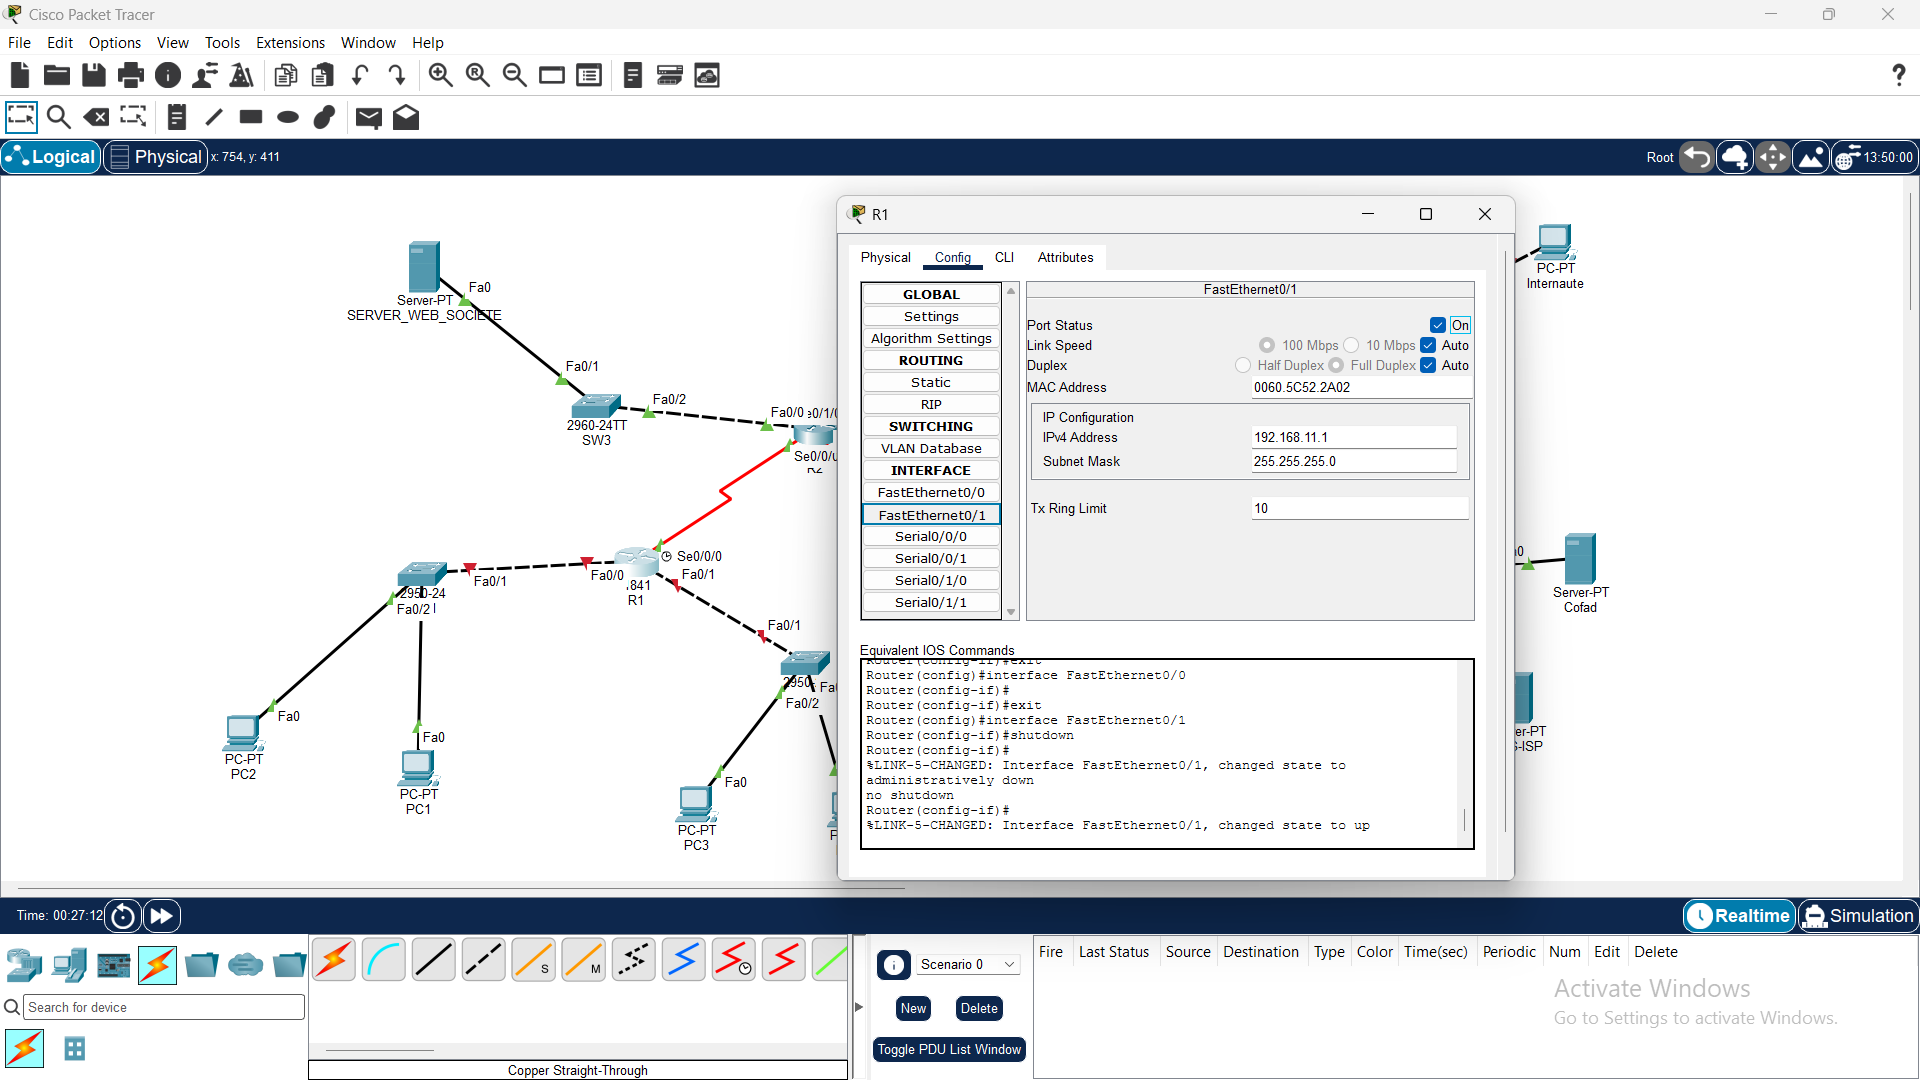 Cisco Packet Tracer
File Edit Options View Tools Extensions Window Help
Logical Physical x: 754, y: 411
Root 13:50:00
Server-PT
SERVER_WEB_SOCIETE
Fa0
Fa0/1
2960-24TT
SW3
Fa0/2
Fa0/0
R2
Se0/0/0
Fa0/0
Fa0/1
1841
R1
Fa0/1
2950-24
Fa0/2
Fa0/1
Fa0/2
Fa0
PC-PT
PC2
Fa0
PC-PT
PC1
Fa0
PC-PT
PC3
PC-PT
Internaute
Server-PT
Cofad
R1
Physical Config CLI Attributes
GLOBAL
Settings
Algorithm Settings
ROUTING
Static
RIP
SWITCHING
VLAN Database
INTERFACE
FastEthernet0/0
FastEthernet0/1
Serial0/0/0
Serial0/0/1
Serial0/1/0
Serial0/1/1
FastEthernet0/1
Port Status On
Link Speed 100 Mbps 10 Mbps Auto
Duplex Half Duplex Full Duplex Auto
MAC Address 0060.5C52.2A02
IP Configuration
IPv4 Address 192.168.11.1
Subnet Mask 255.255.255.0
Tx Ring Limit 10
Equivalent IOS Commands
Router(config-if)#exit
Router(config)#interface FastEthernet0/0
Router(config-if)#
Router(config-if)#exit
Router(config)#interface FastEthernet0/1
Router(config-if)#shutdown
Router(config-if)#
%LINK-5-CHANGED: Interface FastEthernet0/1, changed state to
administratively down
no shutdown
Router(config-if)#
%LINK-5-CHANGED: Interface FastEthernet0/1, changed state to up
Time: 00:27:12
Realtime Simulation
Search for device
S M
Copper Straight-Through
Scenario 0
New Delete
Toggle PDU List Window
Fire Last Status Source Destination Type Color Time(sec) Periodic Num Edit Delete
Activate Windows
Go to Settings to activate Windows.